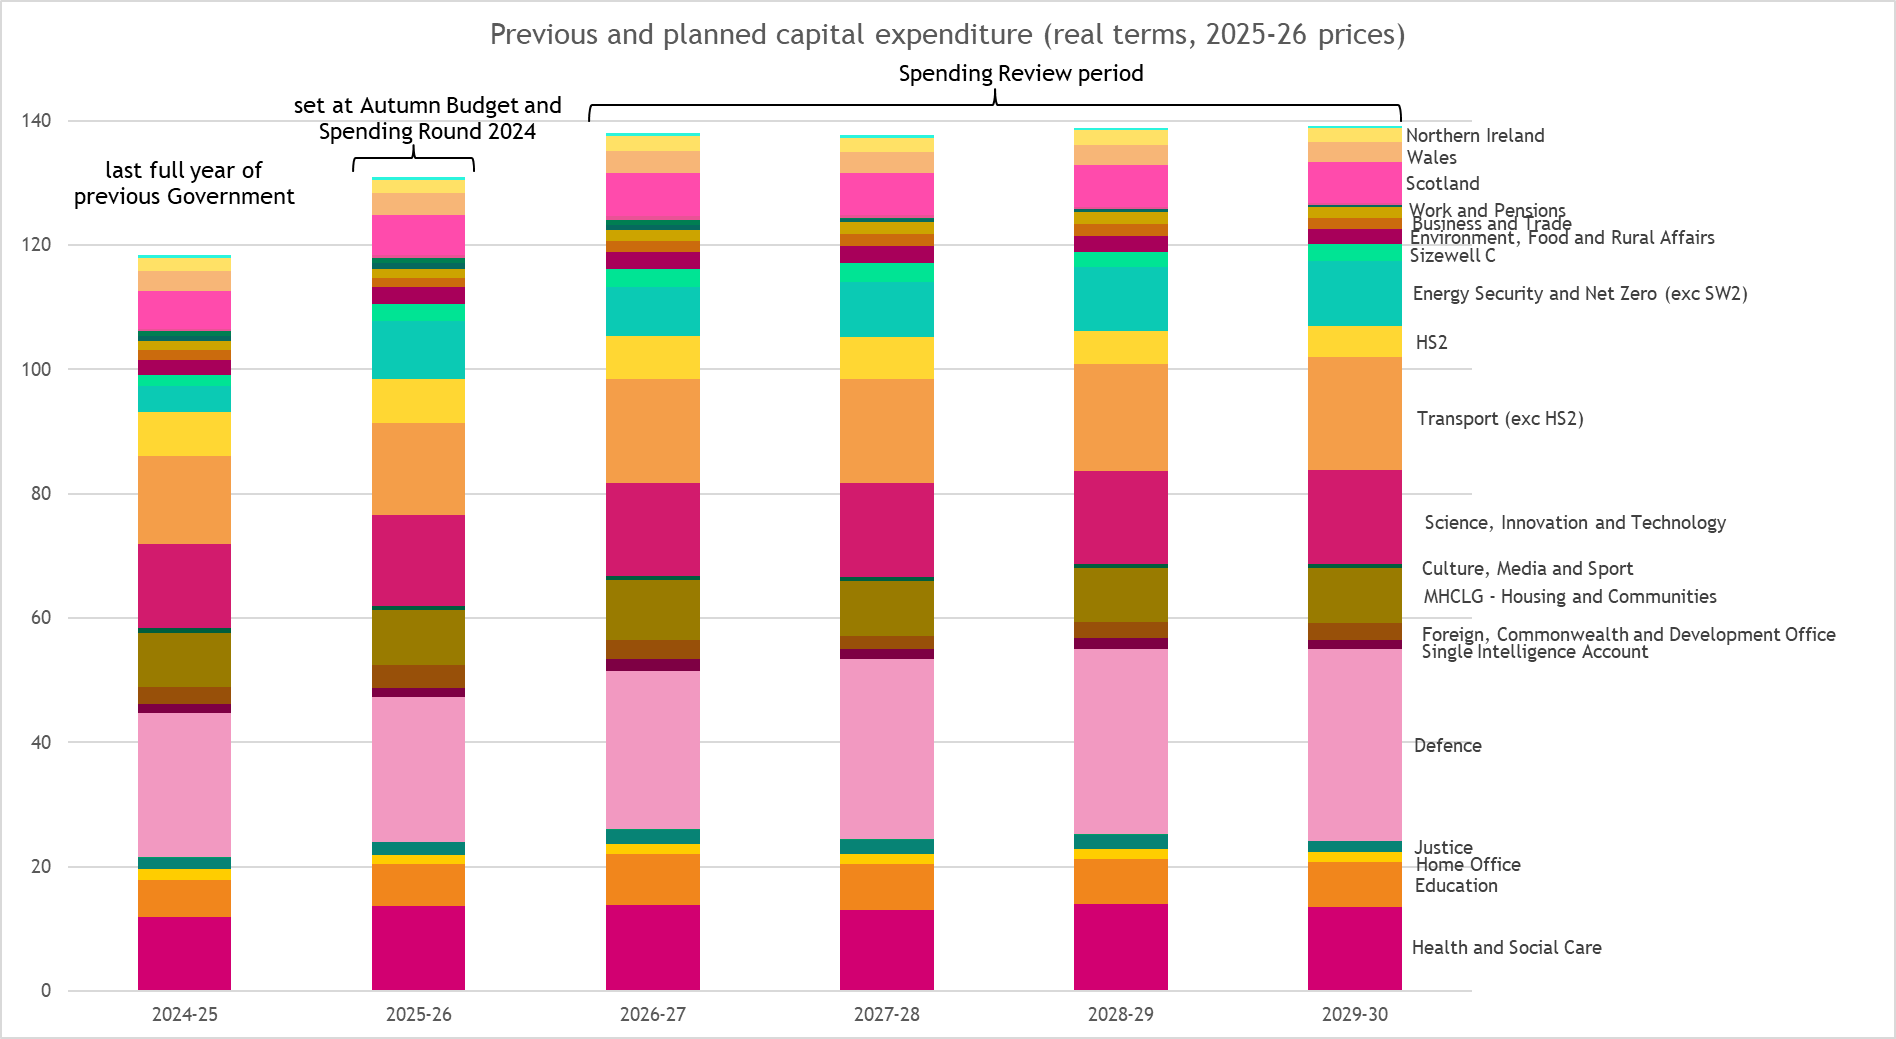 Previous and planned capital expenditure (real terms, 2025-26 prices)
Spending Review period
set at Autumn Budget and
Spending Round 2024
last full year of
previous Government
140
120
100
80
60
40
20
0
Northern Ireland
Wales
Scotland
Work and Pensions
Business and Trade
Environment, Food and Rural Affairs
Sizewell C
Energy Security and Net Zero (exc SW2)
HS2
Transport (exc HS2)
Science, Innovation and Technology
Culture, Media and Sport
MHCLG - Housing and Communities
Foreign, Commonwealth and Development Office
Single Intelligence Account
Defence
Justice
Home Office
Education
Health and Social Care
2024-25
2025-26
2026-27
2027-28
2028-29
2029-30